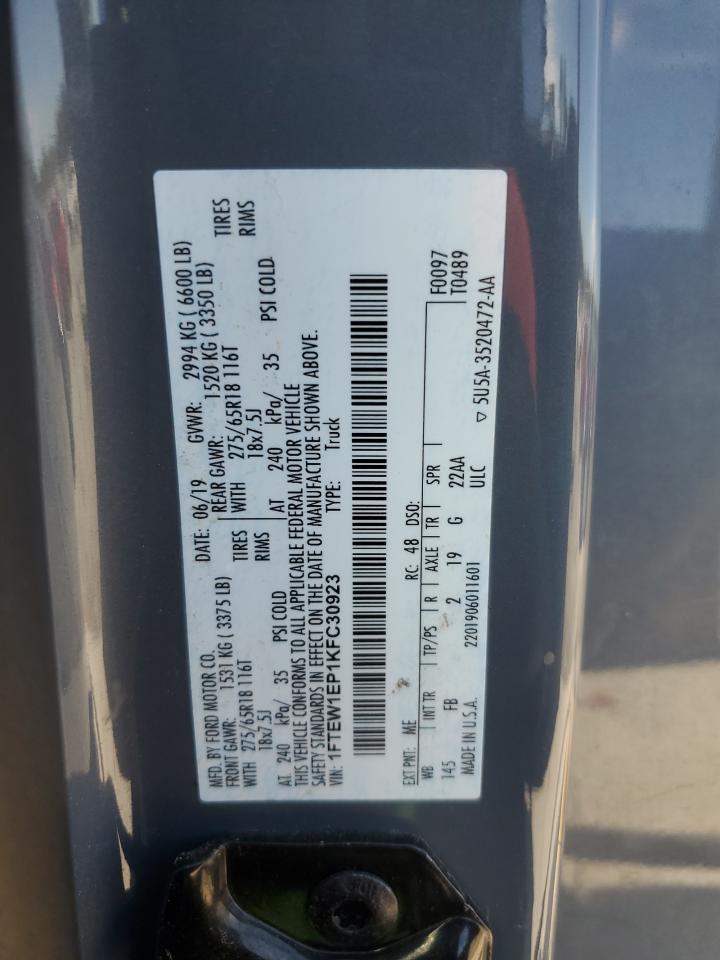 MFD. BY FORD MOTOR CO. DATE: 06/19 GVWR: 2994 KG ( 6600 LB)
FRONT GAWR: 1531 KG ( 3375 LB) REAR GAWR: 1520 KG ( 3350 LB)
WITH 275/65R18 116T TIRES WITH 275/65R18 116T TIRES
18x7.5J RIMS 18x7.5J RIMS
AT 240 kPa/ 35 PSI COLD AT 240 kPa/ 35 PSI COLD
THIS VEHICLE CONFORMS TO ALL APPLICABLE FEDERAL MOTOR VEHICLE
SAFETY STANDARDS IN EFFECT ON THE DATE OF MANUFACTURE SHOWN ABOVE.
VIN: 1FTEW1EP1KFC30923 TYPE: Truck
EXT PNT: ME RC: 48 DSO: F0097
WB INT TR TP/PS R AXLE TR SPR T0489
145 FB 2 19 G 22AA
MADE IN U.S.A. 2201906011601 ULC ▽ 5U5A-3520472-AA